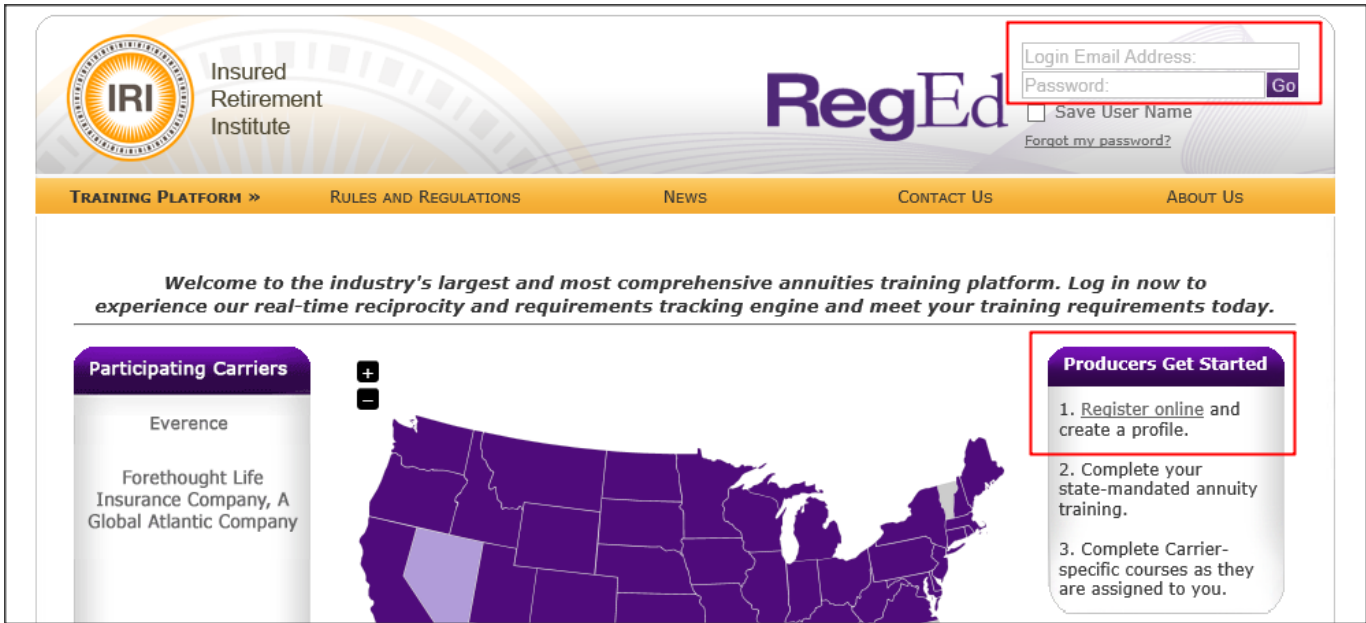 IRI
Insured
Retirement
Institute
RegEd
Login Email Address:
Password:
Go
Save User Name
Forgot my password?
TRAINING PLATFORM »
RULES AND REGULATIONS
NEWS
CONTACT US
ABOUT US
Welcome to the industry's largest and most comprehensive annuities training platform. Log in now to
experience our real-time reciprocity and requirements tracking engine and meet your training requirements today.
Participating Carriers
Everence
Forethought Life
Insurance Company, A
Global Atlantic Company
+
–
Producers Get Started
1. Register online and
create a profile.
2. Complete your
state-mandated annuity
training.
3. Complete Carrier-
specific courses as they
are assigned to you.